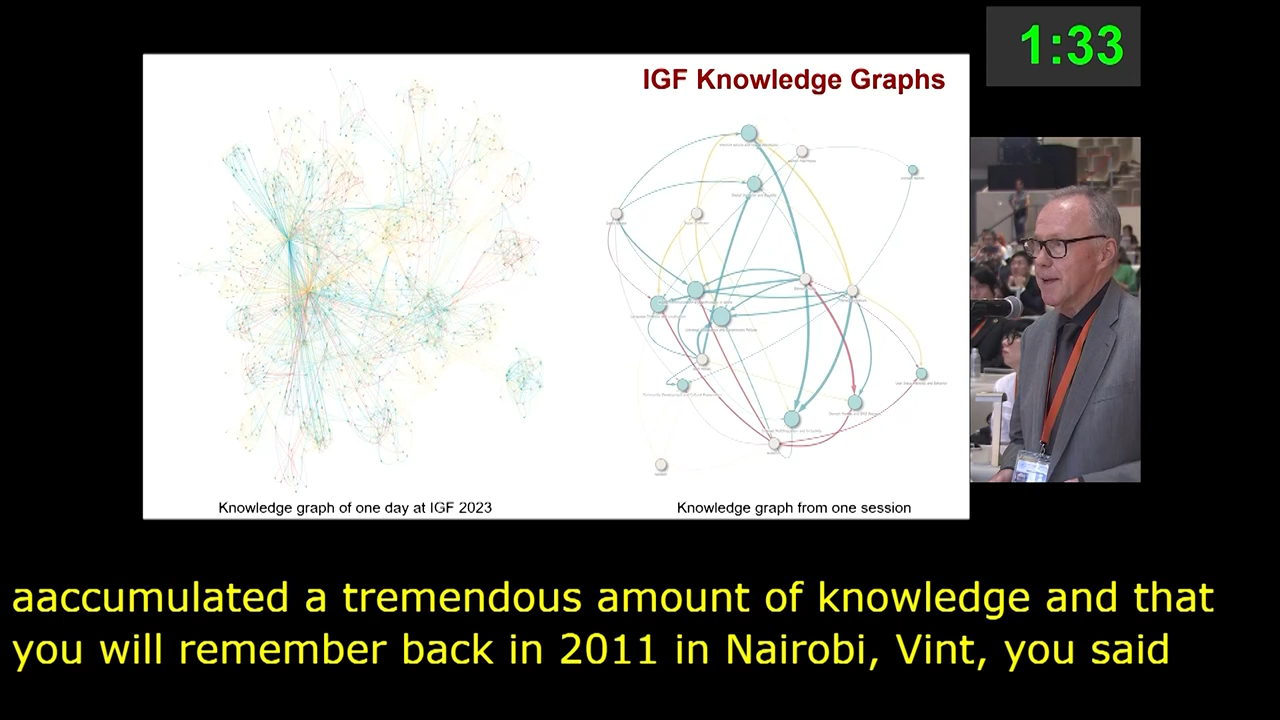 1:33
IGF Knowledge Graphs
Knowledge graph of one day at IGF 2023
Knowledge graph from one session
aaccumulated a tremendous amount of knowledge and that
you will remember back in 2011 in Nairobi, Vint, you said